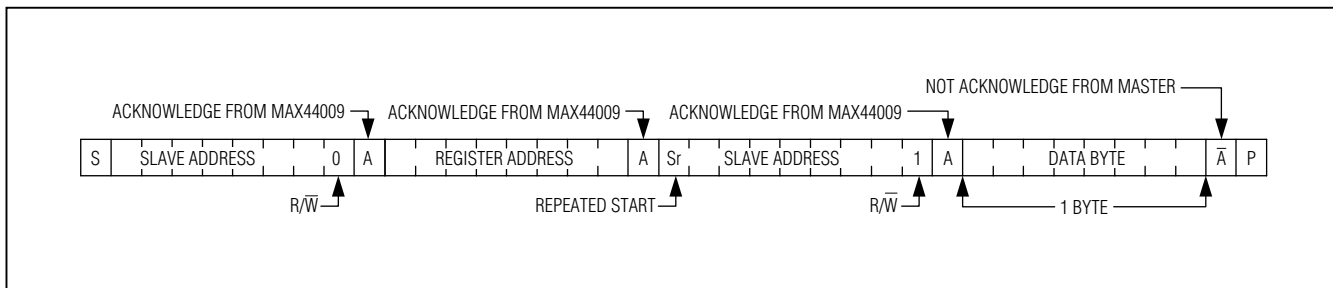 NOT ACKNOWLEDGE FROM MASTER
ACKNOWLEDGE FROM MAX44009 ACKNOWLEDGE FROM MAX44009 ACKNOWLEDGE FROM MAX44009
S SLAVE ADDRESS 0 A REGISTER ADDRESS A Sr SLAVE ADDRESS 1 A DATA BYTE A̅ P
R/W̅ REPEATED START R/W̅ 1 BYTE